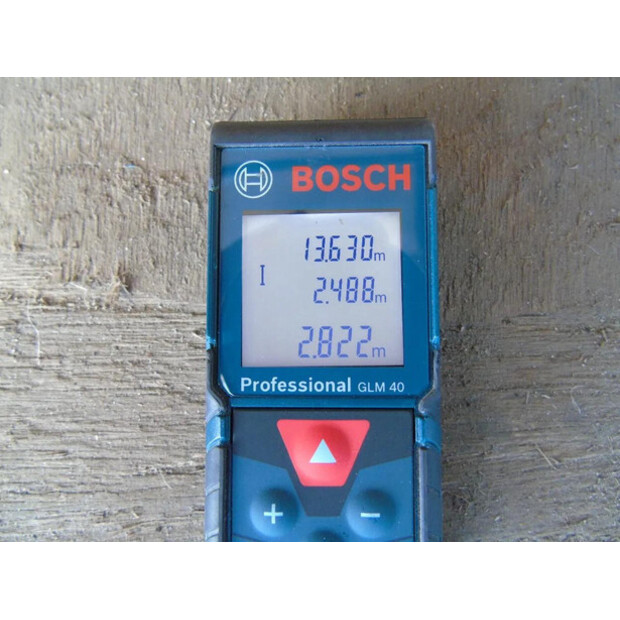 BOSCH
13.630m
I
2.488m
2.822m
Professional GLM 40
+
−